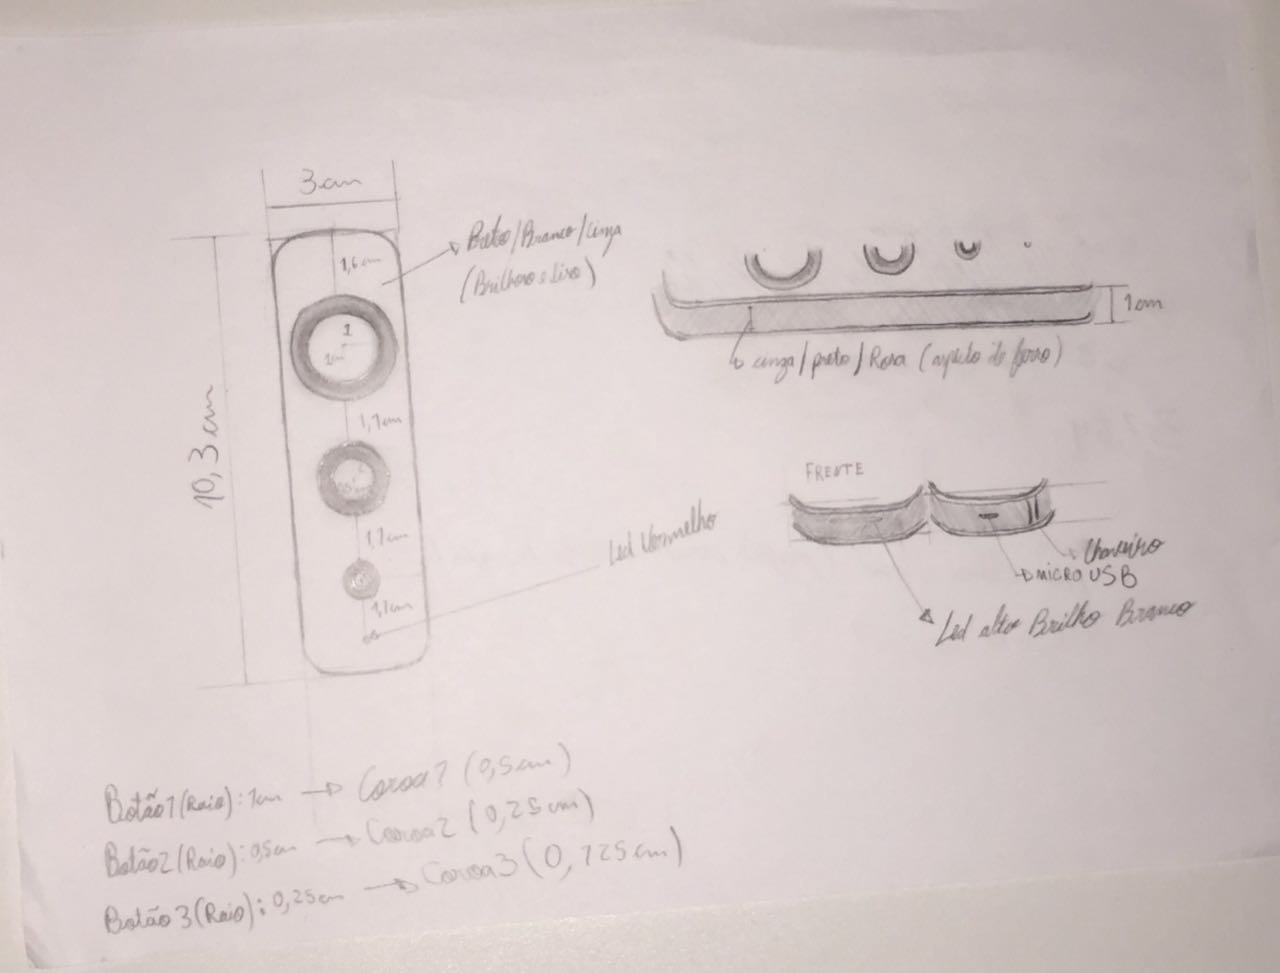 3cm
1,6cm
Preto/Branco/cinza
(Brilhoso e liso)
1
1cm
10,3cm
1,1cm
1,1cm
1,1cm
Led Vermelho
1cm
cinza/preto/Rosa (aspecto de ferro)
FRENTE
Chaveiro
MICRO USB
Led alto Brilho Branco
Botão1(Raio): 1cm → Coroa1 (0,5cm)
Botão2(Raio): 0,5cm → Coroa2 (0,25cm)
Botão3(Raio): 0,25cm → Coroa3 (0,125cm)